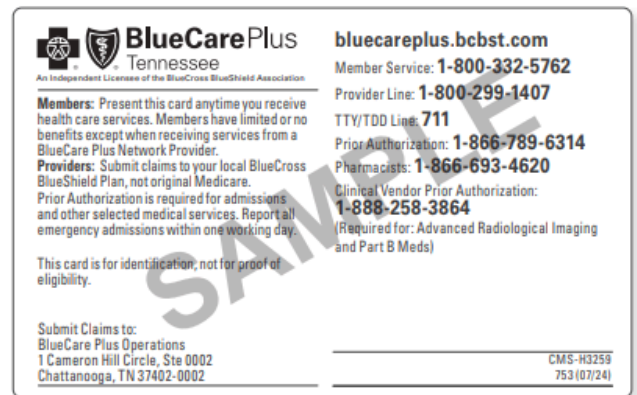 BlueCare Plus
Tennessee
An Independent Licensee of the BlueCross BlueShield Association
Members: Present this card anytime you receive
health care services. Members have limited or no
benefits except when receiving services from a
BlueCare Plus Network Provider.
Providers: Submit claims to your local BlueCross
BlueShield Plan, not original Medicare.
Prior Authorization is required for admissions
and other selected medical services. Report all
emergency admissions within one working day.
This card is for identification, not for proof of
eligibility.
Submit Claims to:
BlueCare Plus Operations
1 Cameron Hill Circle, Ste 0002
Chattanooga, TN 37402-0002
bluecareplus.bcbst.com
Member Service: 1-800-332-5762
Provider Line: 1-800-299-1407
TTY/TDD Line: 711
Prior Authorization: 1-866-789-6314
Pharmacists: 1-866-693-4620
Clinical Vendor Prior Authorization:
1-888-258-3864
(Required for: Advanced Radiological Imaging
and Part B Meds)
CMS-H3259
753 (07/24)
SAMPLE